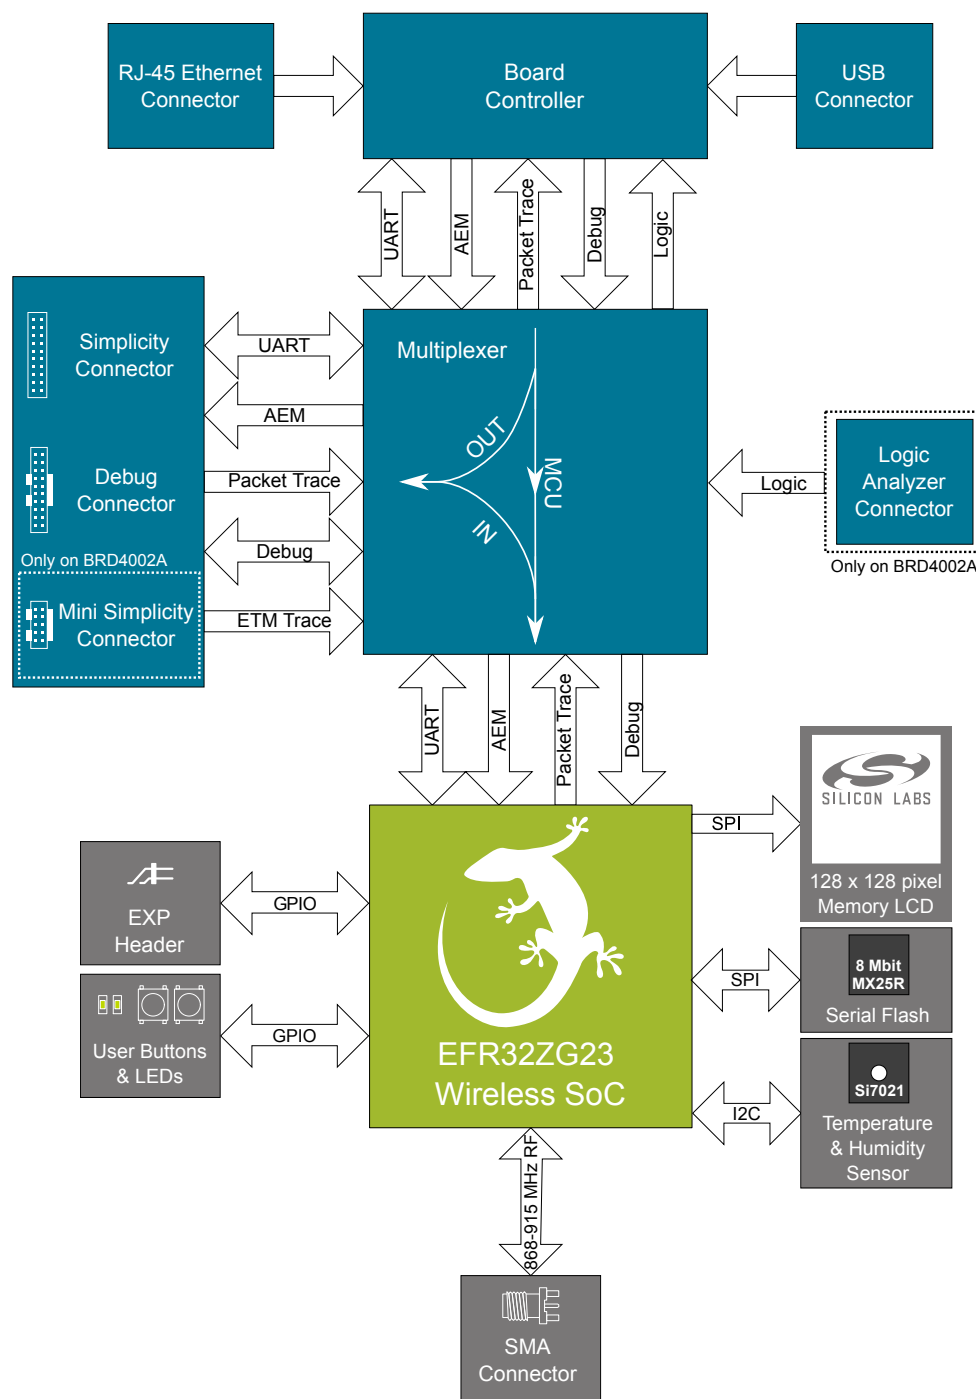 RJ-45 Ethernet
Connector
Board
Controller
USB
Connector
UART
AEM
Packet Trace
Debug
Logic
Simplicity
Connector
Debug
Connector
Only on BRD4002A
Mini Simplicity
Connector
UART
AEM
Packet Trace
Debug
ETM Trace
Multiplexer
OUT
IN
MCU
Logic
Logic
Analyzer
Connector
Only on BRD4002A
UART
AEM
Packet Trace
Debug
SPI
SILICON LABS
128 x 128 pixel
Memory LCD
EXP
Header
GPIO
User Buttons
& LEDs
GPIO
EFR32ZG23
Wireless SoC
SPI
8 Mbit
MX25R
Serial Flash
I2C
Si7021
Temperature
& Humidity
Sensor
868-915 MHz RF
SMA
Connector